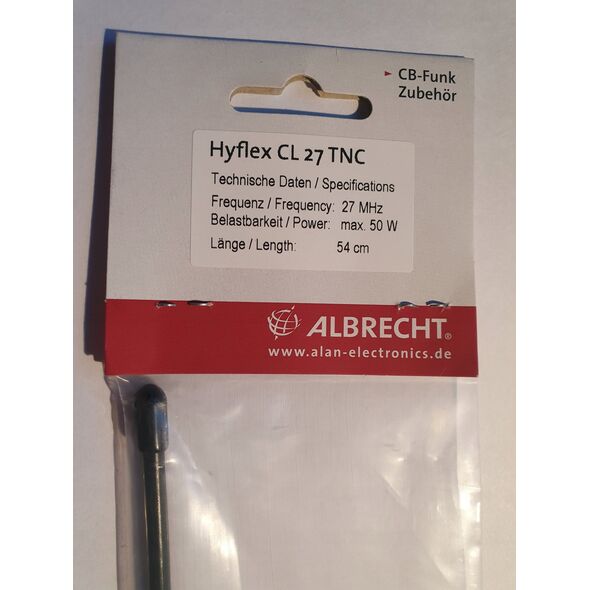 CB-Funk
Zubehör
Hyflex CL 27 TNC
Technische Daten / Specifications
Frequenz / Frequency: 27 MHz
Belastbarkeit / Power: max. 50 W
Länge / Length: 54 cm
ALBRECHT®
www.alan-electronics.de